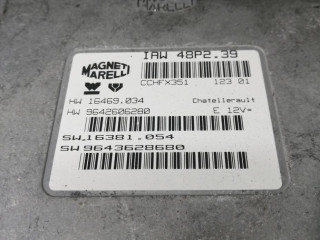 IAW 48P2.39
MAGNETI
MARELLI
CCHFX351 123 01
HW 16469.034 Chatellerault
HW 9642606280 E 12V=
SW 16381.054
SW 9643628680